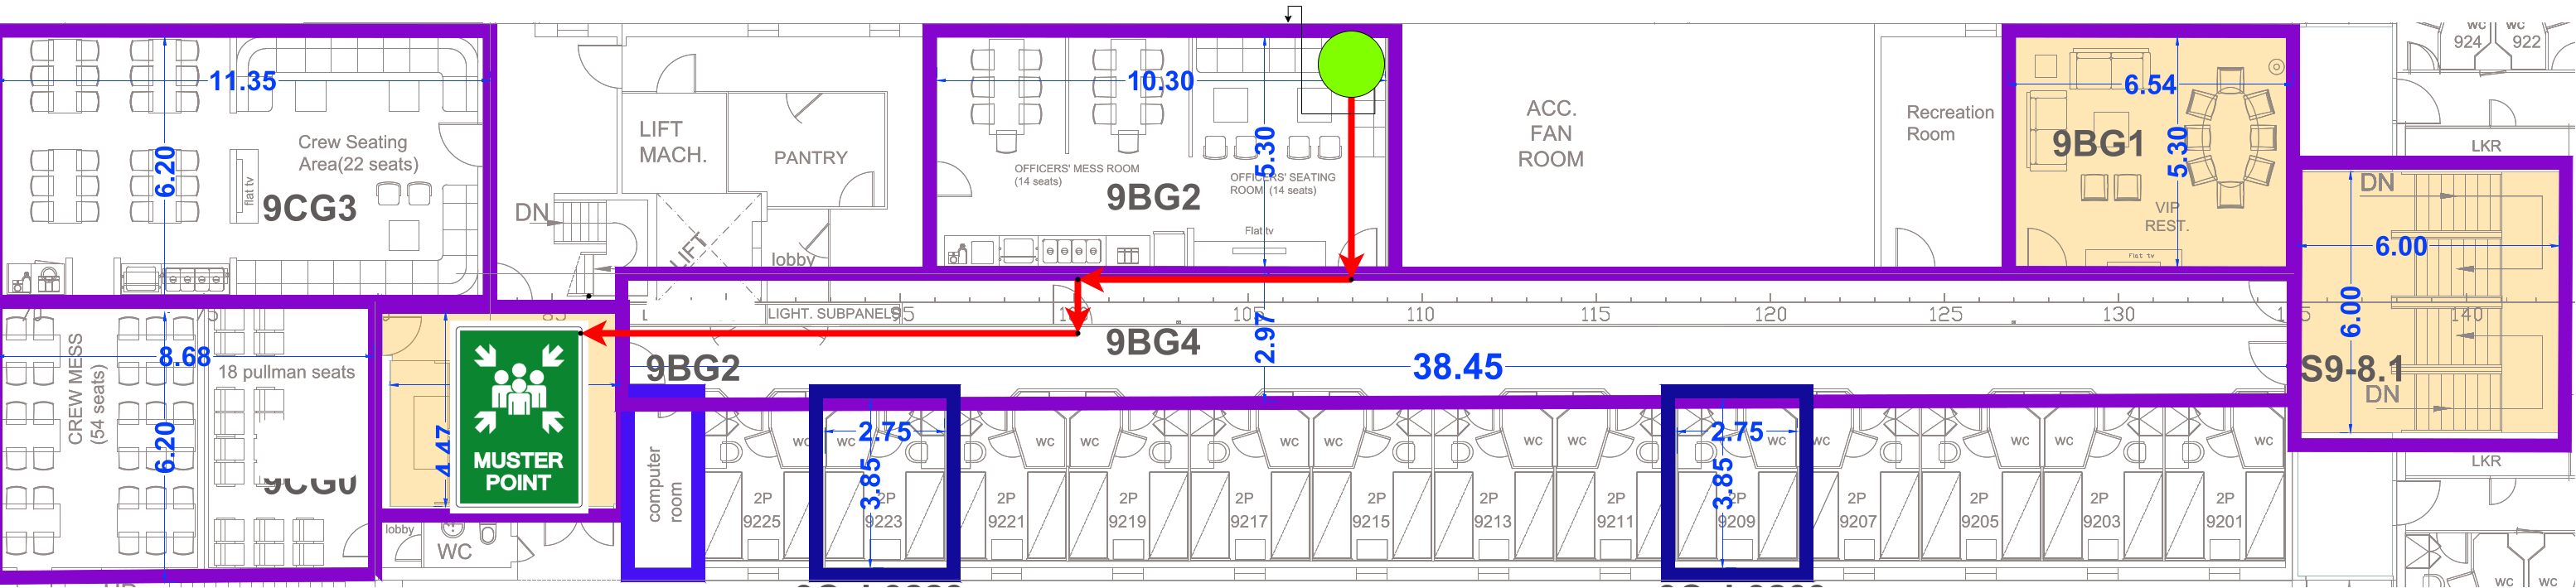 11.35
6.20
Crew Seating
Area(22 seats)
flat tv
9CG3
DN
LIFT
MACH.
PANTRY
LIFT
lobby
10.30
5.30
OFFICERS' MESS ROOM
(14 seats)
OFFICERS' SEATING
ROOM (14 seats)
9BG2
Flat tv
ACC.
FAN
ROOM
Recreation
Room
6.54
9BG1
5.30
VIP
REST.
Flat tv
WC
924
WC
922
LKR
DN
6.00
6.00
S9-8.1
DN
LKR
LIGHT. SUBPANELS
95
105
110
115
120
125
130
140
9BG2
9BG4
2.97
38.45
CREW MESS
(54 seats)
8.68
6.20
18 pullman seats
4.47
MUSTER
POINT
lobby
WC
computer
room
2P
9225
WC
WC
2.75
3.85
2P
9223
WC
WC
2P
9221
2P
9219
WC
WC
2P
9217
2P
9215
WC
WC
2P
9213
2P
9211
2.75
3.85
WC
WC
2P
9209
2P
9207
WC
WC
2P
9205
2P
9203
WC
2P
9201
WC
WC